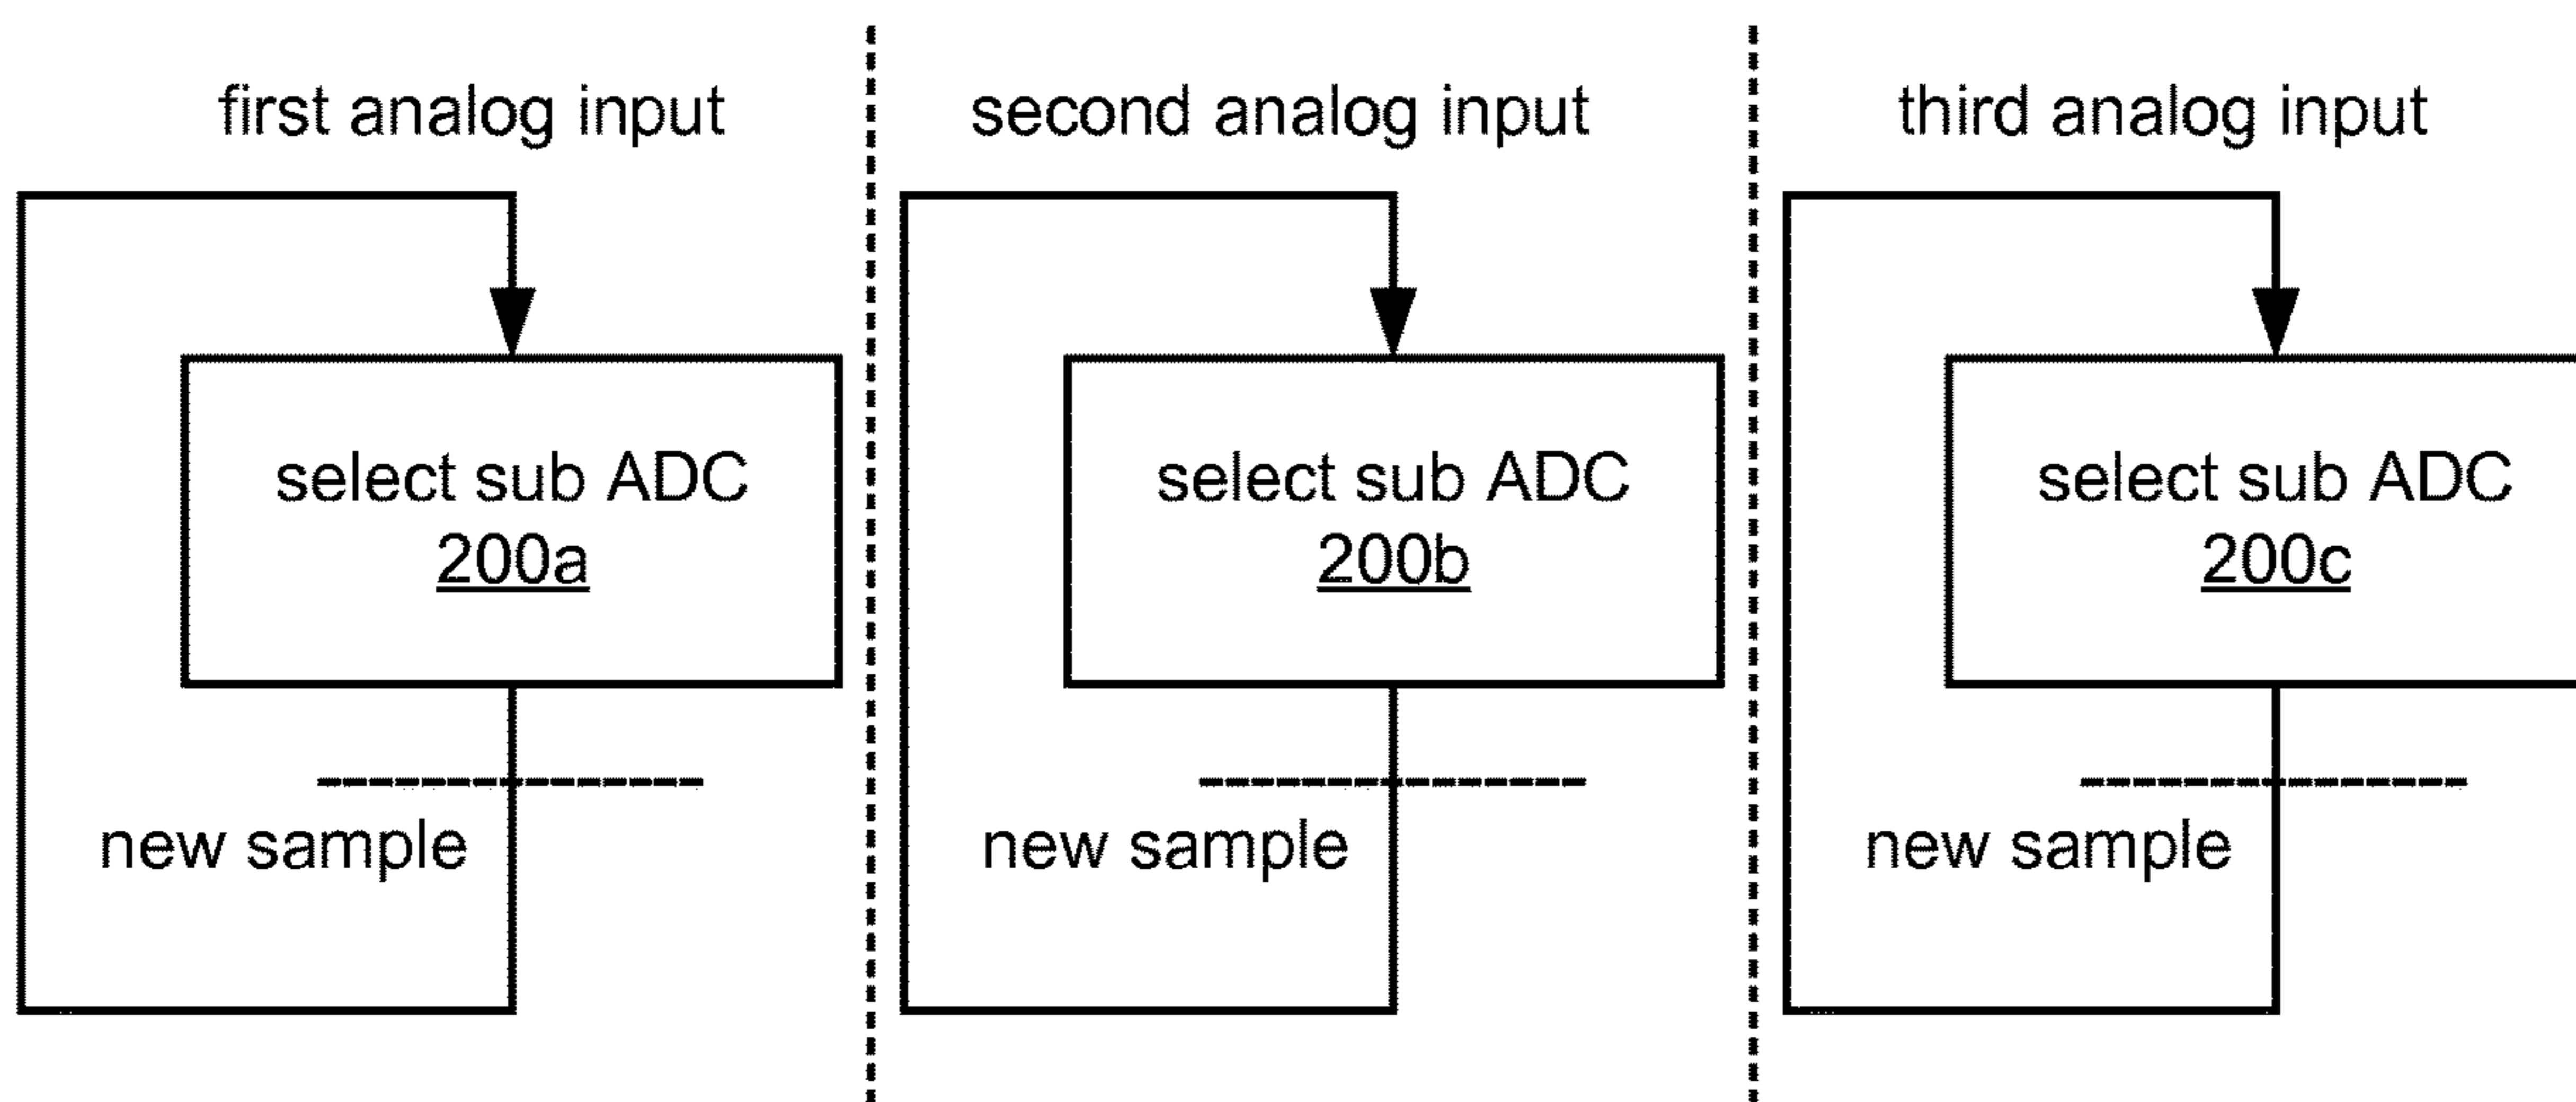 first analog input
second analog input
third analog input
select sub ADC
200a
select sub ADC
200b
select sub ADC
200c
new sample
new sample
new sample